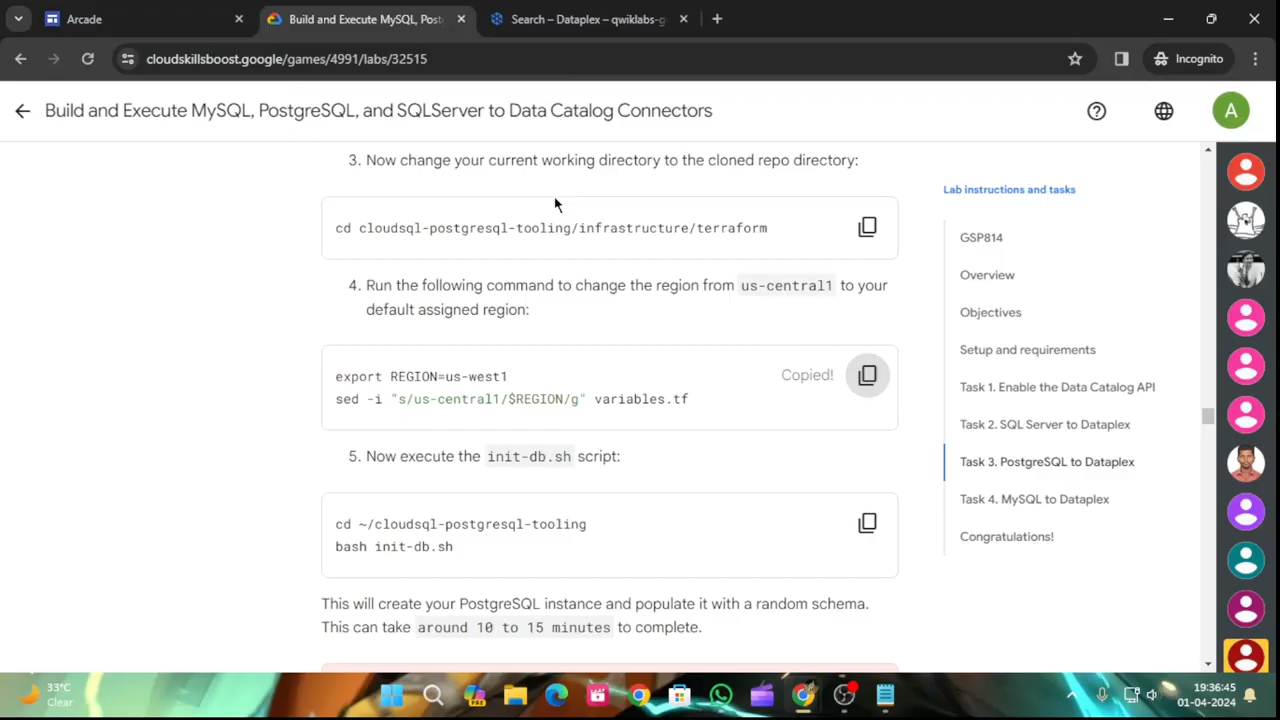 Arcade
Build and Execute MySQL, Post
Search – Dataplex – qwiklabs-g
cloudskillsboost.google/games/4991/labs/32515
Incognito
Build and Execute MySQL, PostgreSQL, and SQLServer to Data Catalog Connectors
A
3. Now change your current working directory to the cloned repo directory:
cd cloudsql-postgresql-tooling/infrastructure/terraform
4. Run the following command to change the region from us-central1 to your
default assigned region:
export REGION=us-west1
sed -i "s/us-central1/$REGION/g" variables.tf
Copied!
5. Now execute the init-db.sh script:
cd ~/cloudsql-postgresql-tooling
bash init-db.sh
This will create your PostgreSQL instance and populate it with a random schema.
This can take around 10 to 15 minutes to complete.
Lab instructions and tasks
GSP814
Overview
Objectives
Setup and requirements
Task 1. Enable the Data Catalog API
Task 2. SQL Server to Dataplex
Task 3. PostgreSQL to Dataplex
Task 4. MySQL to Dataplex
Congratulations!
33°C
Clear
PRE
19:36:45
01-04-2024